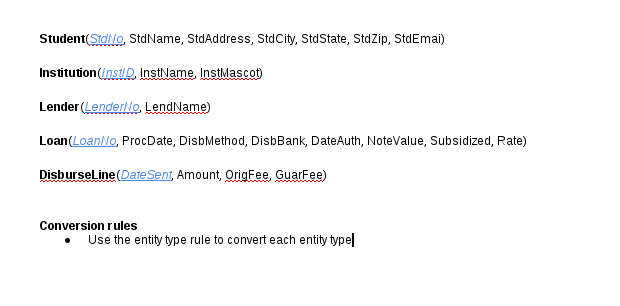 Student(StdNo, StdName, StdAddress, StdCity, StdState, StdZip, StdEmai)
Institution(InstID, InstName, InstMascot)
Lender(LenderNo, LendName)
Loan(LoanNo, ProcDate, DisbMethod, DisbBank, DateAuth, NoteValue, Subsidized, Rate)
DisburseLine(DateSent, Amount, OrigFee, GuarFee)
Conversion rules
● Use the entity type rule to convert each entity type